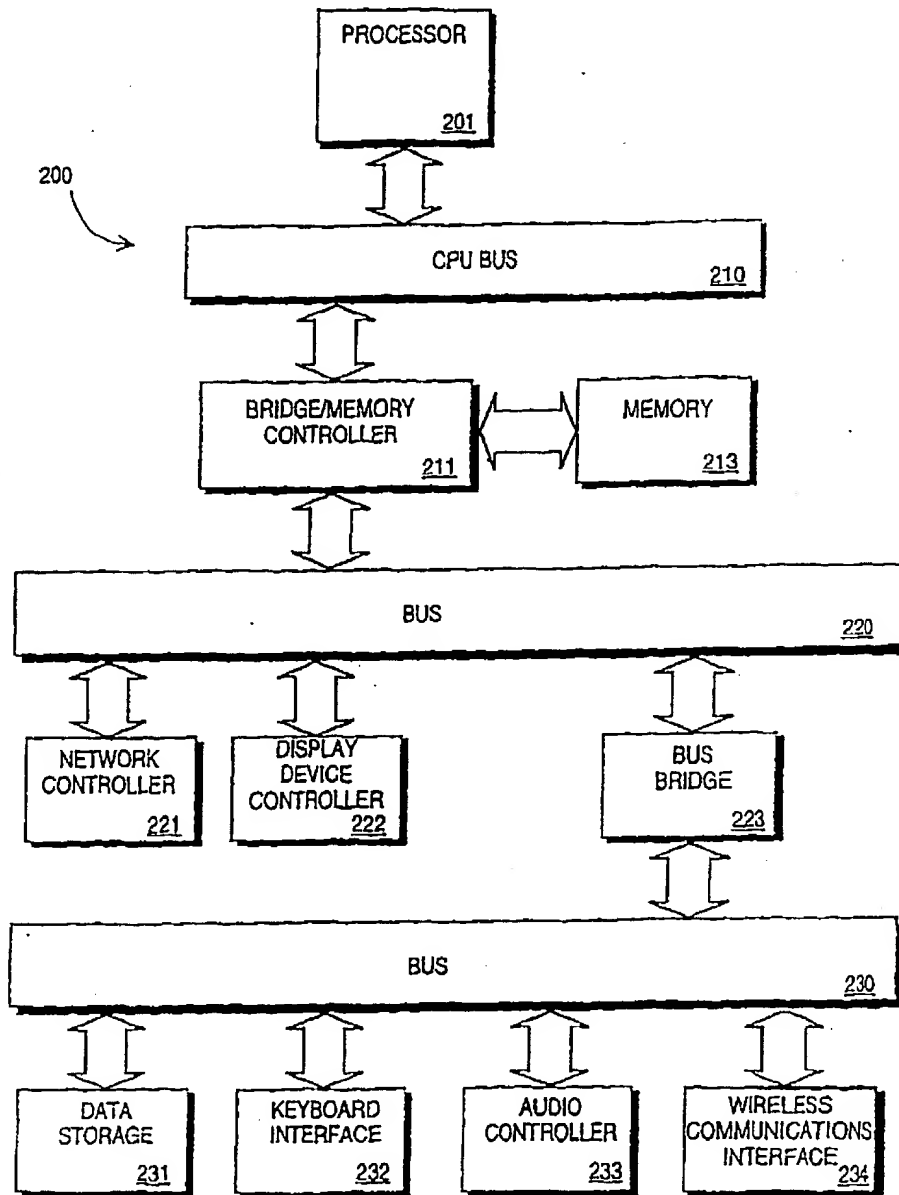 PROCESSOR
201
200
CPU BUS
210
BRIDGE/MEMORY
CONTROLLER
211
MEMORY
213
BUS
220
NETWORK
CONTROLLER
221
DISPLAY
DEVICE
CONTROLLER
222
BUS
BRIDGE
223
BUS
230
DATA
STORAGE
231
KEYBOARD
INTERFACE
232
AUDIO
CONTROLLER
233
WIRELESS
COMMUNICATIONS
INTERFACE
234